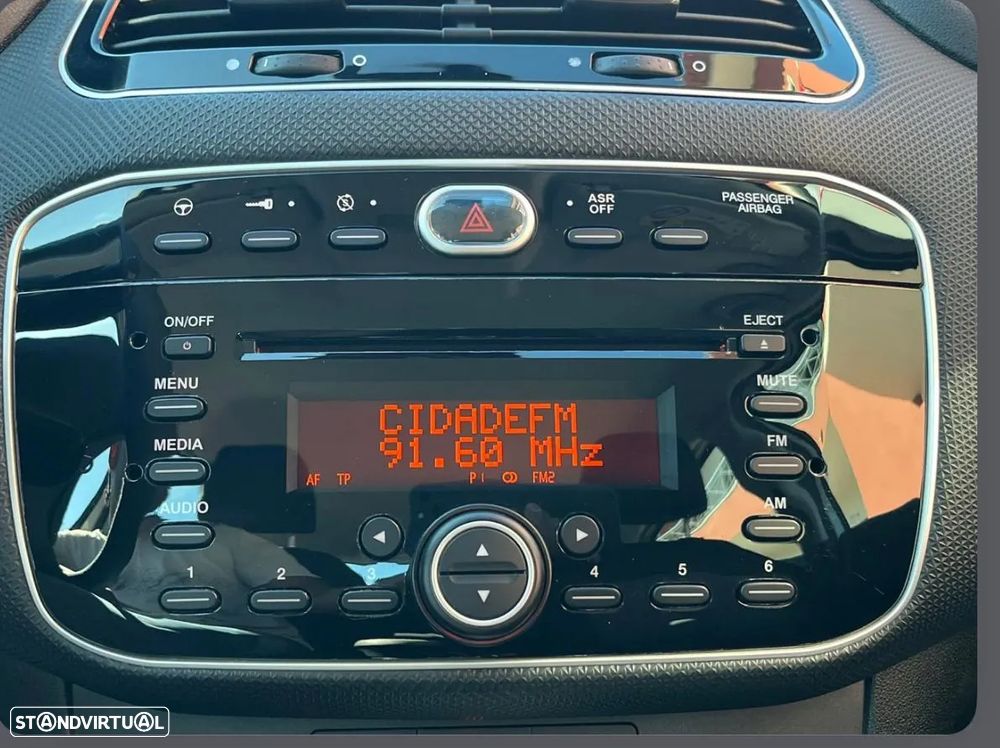 ASR
OFF
PASSENGER
AIRBAG
ON/OFF
EJECT
MENU
MUTE
CIDADEFM
91.60 MHz
AF TP P1 FM2
MEDIA
FM
AUDIO
AM
1 2 3 4 5 6
STANDVIRTUAL